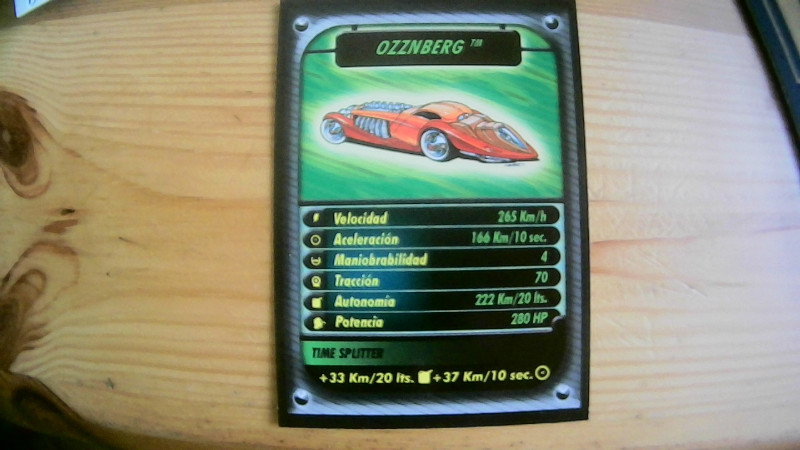 OZZNBERG ™
Velocidad 265 Km/h
Aceleración 166 Km/10 sec.
Maniobrabilidad 4
Tracción 70
Autonomía 222 Km/20 lts.
Potencia 280 HP
TIME SPLITTER
+33 Km/20 lts. +37 Km/10 sec.